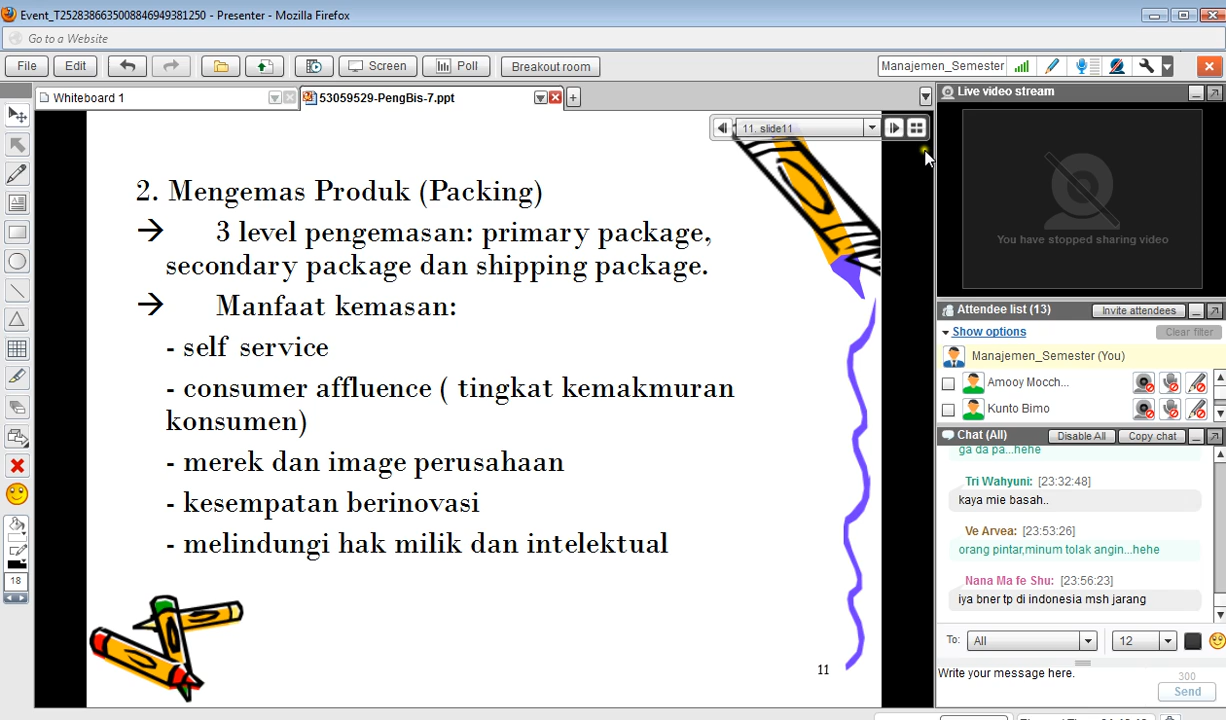 Event_T2528386635008846949381250 - Presenter - Mozilla Firefox
Go to a Website
File Edit Screen Poll Breakout room Manajemen_Semester
Whiteboard 1 53059529-PengBis-7.ppt
11. slide11
2. Mengemas Produk (Packing)
→ 3 level pengemasan: primary package,
secondary package dan shipping package.
→ Manfaat kemasan:
- self service
- consumer affluence ( tingkat kemakmuran
konsumen)
- merek dan image perusahaan
- kesempatan berinovasi
- melindungi hak milik dan intelektual
11
18
Live video stream
You have stopped sharing video
Attendee list (13) Invite attendees
Show options Clear filter
Manajemen_Semester (You)
Amooy Mocch...
Kunto Bimo
Chat (All) Disable All Copy chat
ga da pa...hehe
Tri Wahyuni: [23:32:48]
kaya mie basah..
Ve Arvea: [23:53:26]
orang pintar,minum tolak angin...hehe
Nana Ma fe Shu: [23:56:23]
iya bner tp di indonesia msh jarang
To: All 12
Write your message here.
300
Send